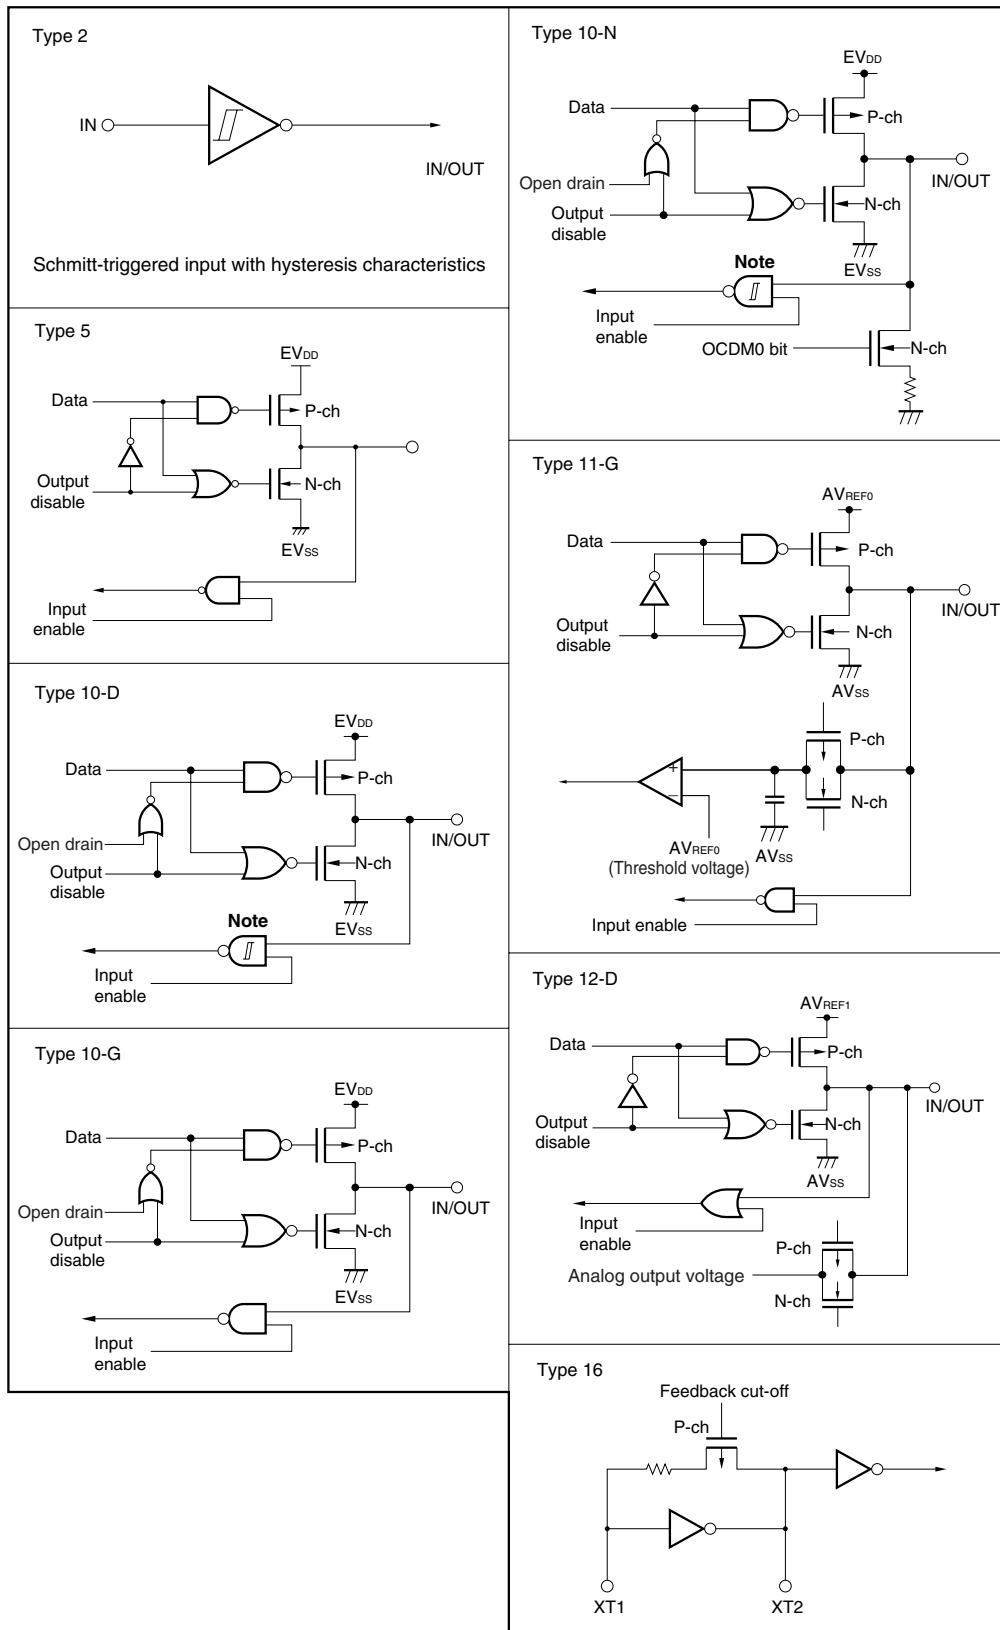 Type 2
IN
IN/OUT
Schmitt-triggered input with hysteresis characteristics
Type 5
EVDD
Data
P-ch
Output
disable
N-ch
EVSS
Input
enable
Type 10-D
EVDD
Data
P-ch
IN/OUT
Open drain
Output
disable
N-ch
EVSS
Note
Input
enable
Type 10-G
EVDD
Data
P-ch
IN/OUT
Open drain
Output
disable
N-ch
EVSS
Input
enable
Type 10-N
EVDD
Data
P-ch
IN/OUT
Open drain
Output
disable
N-ch
EVSS
Note
Input
enable
OCDM0 bit
N-ch
Type 11-G
AVREF0
Data
P-ch
IN/OUT
Output
disable
N-ch
AVSS
P-ch
N-ch
+
−
AVREF0
(Threshold voltage)
AVSS
Input enable
Type 12-D
AVREF1
Data
P-ch
IN/OUT
Output
disable
N-ch
AVSS
Input
enable
P-ch
Analog output voltage
N-ch
Type 16
Feedback cut-off
P-ch
XT1
XT2